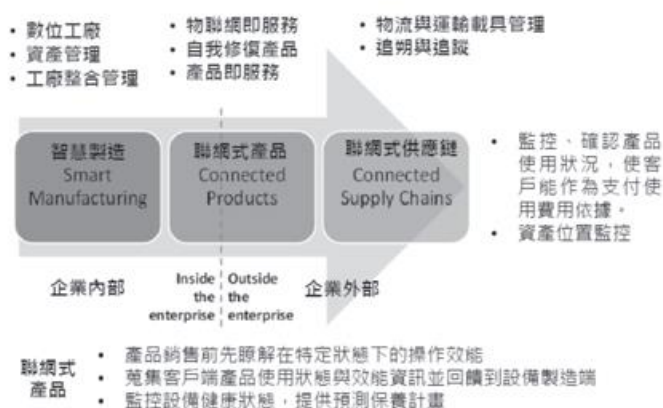 • 數位工廠
• 資產管理
• 工廠整合管理
• 物聯網即服務
• 自我修復產品
• 產品即服務
• 物流與運輸載具管理
• 追朔與追蹤
智慧製造
Smart
Manufacturing
聯網式產品
Connected
Products
聯網式供應鏈
Connected
Supply Chains
• 監控、確認產品
使用狀況，使客
戶能作為支付使
用費用依據。
• 資產位置監控
企業內部
Inside
the
enterprise
Outside
the
enterprise
企業外部
聯網式
產品
• 產品銷售前先瞭解在特定狀態下的操作效能
• 蒐集客戶端產品使用狀態與效能資訊並回饋到設備製造端
• 監控設備健康狀態，提供預測保養計畫